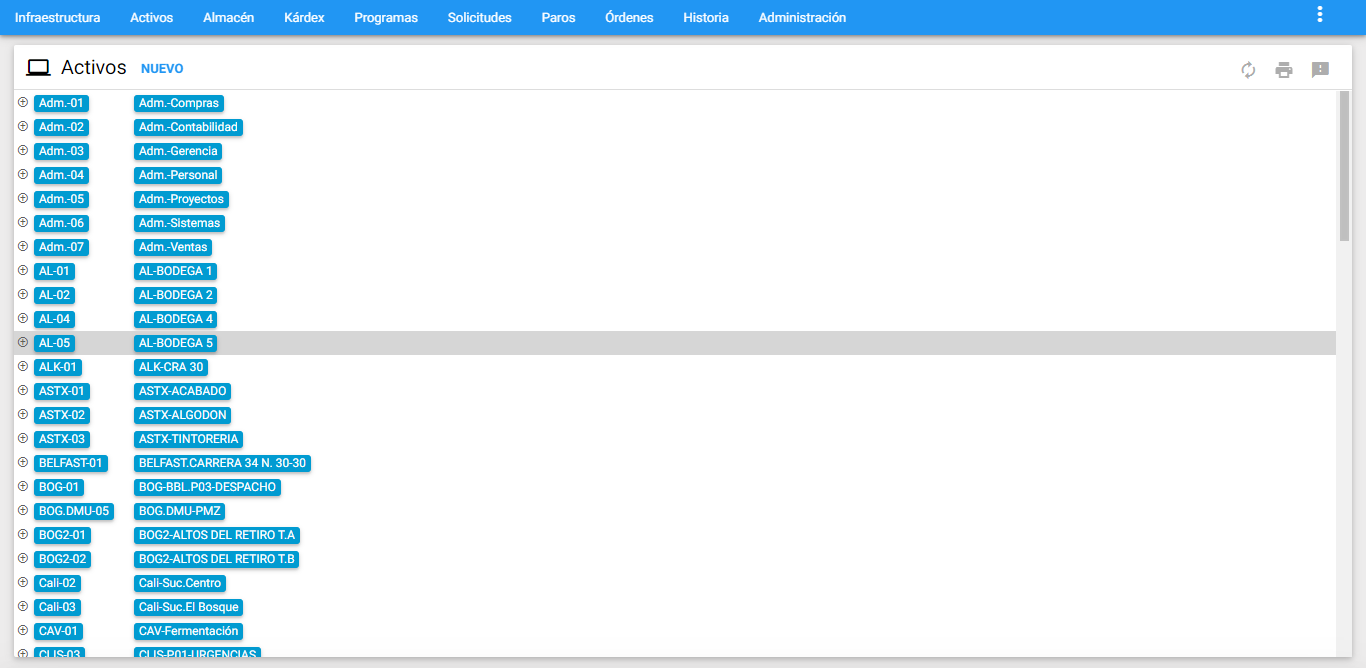 Infraestructura Activos Almacén Kárdex Programas Solicitudes Paros Órdenes Historia Administración
Activos NUEVO
Adm.-01 Adm.-Compras
Adm.-02 Adm.-Contabilidad
Adm.-03 Adm.-Gerencia
Adm.-04 Adm.-Personal
Adm.-05 Adm.-Proyectos
Adm.-06 Adm.-Sistemas
Adm.-07 Adm.-Ventas
AL-01 AL-BODEGA 1
AL-02 AL-BODEGA 2
AL-04 AL-BODEGA 4
AL-05 AL-BODEGA 5
ALK-01 ALK-CRA 30
ASTX-01 ASTX-ACABADO
ASTX-02 ASTX-ALGODON
ASTX-03 ASTX-TINTORERIA
BELFAST-01 BELFAST.CARRERA 34 N. 30-30
BOG-01 BOG-BBL.P03-DESPACHO
BOG.DMU-05 BOG.DMU-PMZ
BOG2-01 BOG2-ALTOS DEL RETIRO T.A
BOG2-02 BOG2-ALTOS DEL RETIRO T.B
Cali-02 Cali-Suc.Centro
Cali-03 Cali-Suc.El Bosque
CAV-01 CAV-Fermentación
CLIS-03 CLIS-P01-URGENCIAS